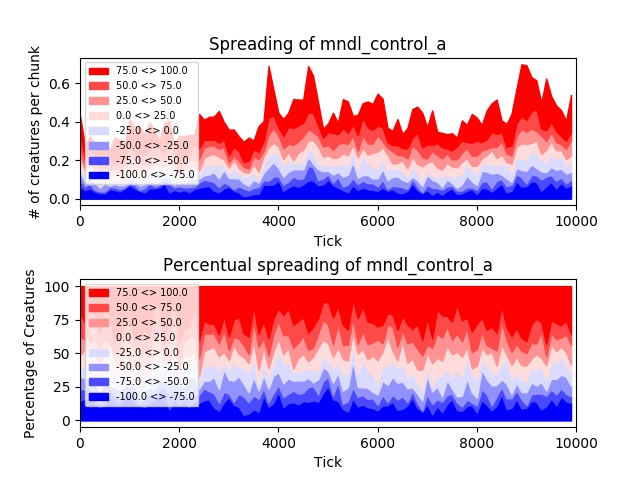 Spreading of mndl_control_a
# of creatures per chunk
0.6
0.4
0.2
0.0
75.0 <> 100.0
50.0 <> 75.0
25.0 <> 50.0
0.0 <> 25.0
-25.0 <> 0.0
-50.0 <> -25.0
-75.0 <> -50.0
-100.0 <> -75.0
0 2000 4000 6000 8000 10000
Tick
Percentual spreading of mndl_control_a
Percentage of Creatures
100
75
50
25
0
75.0 <> 100.0
50.0 <> 75.0
25.0 <> 50.0
0.0 <> 25.0
-25.0 <> 0.0
-50.0 <> -25.0
-75.0 <> -50.0
-100.0 <> -75.0
0 2000 4000 6000 8000 10000
Tick